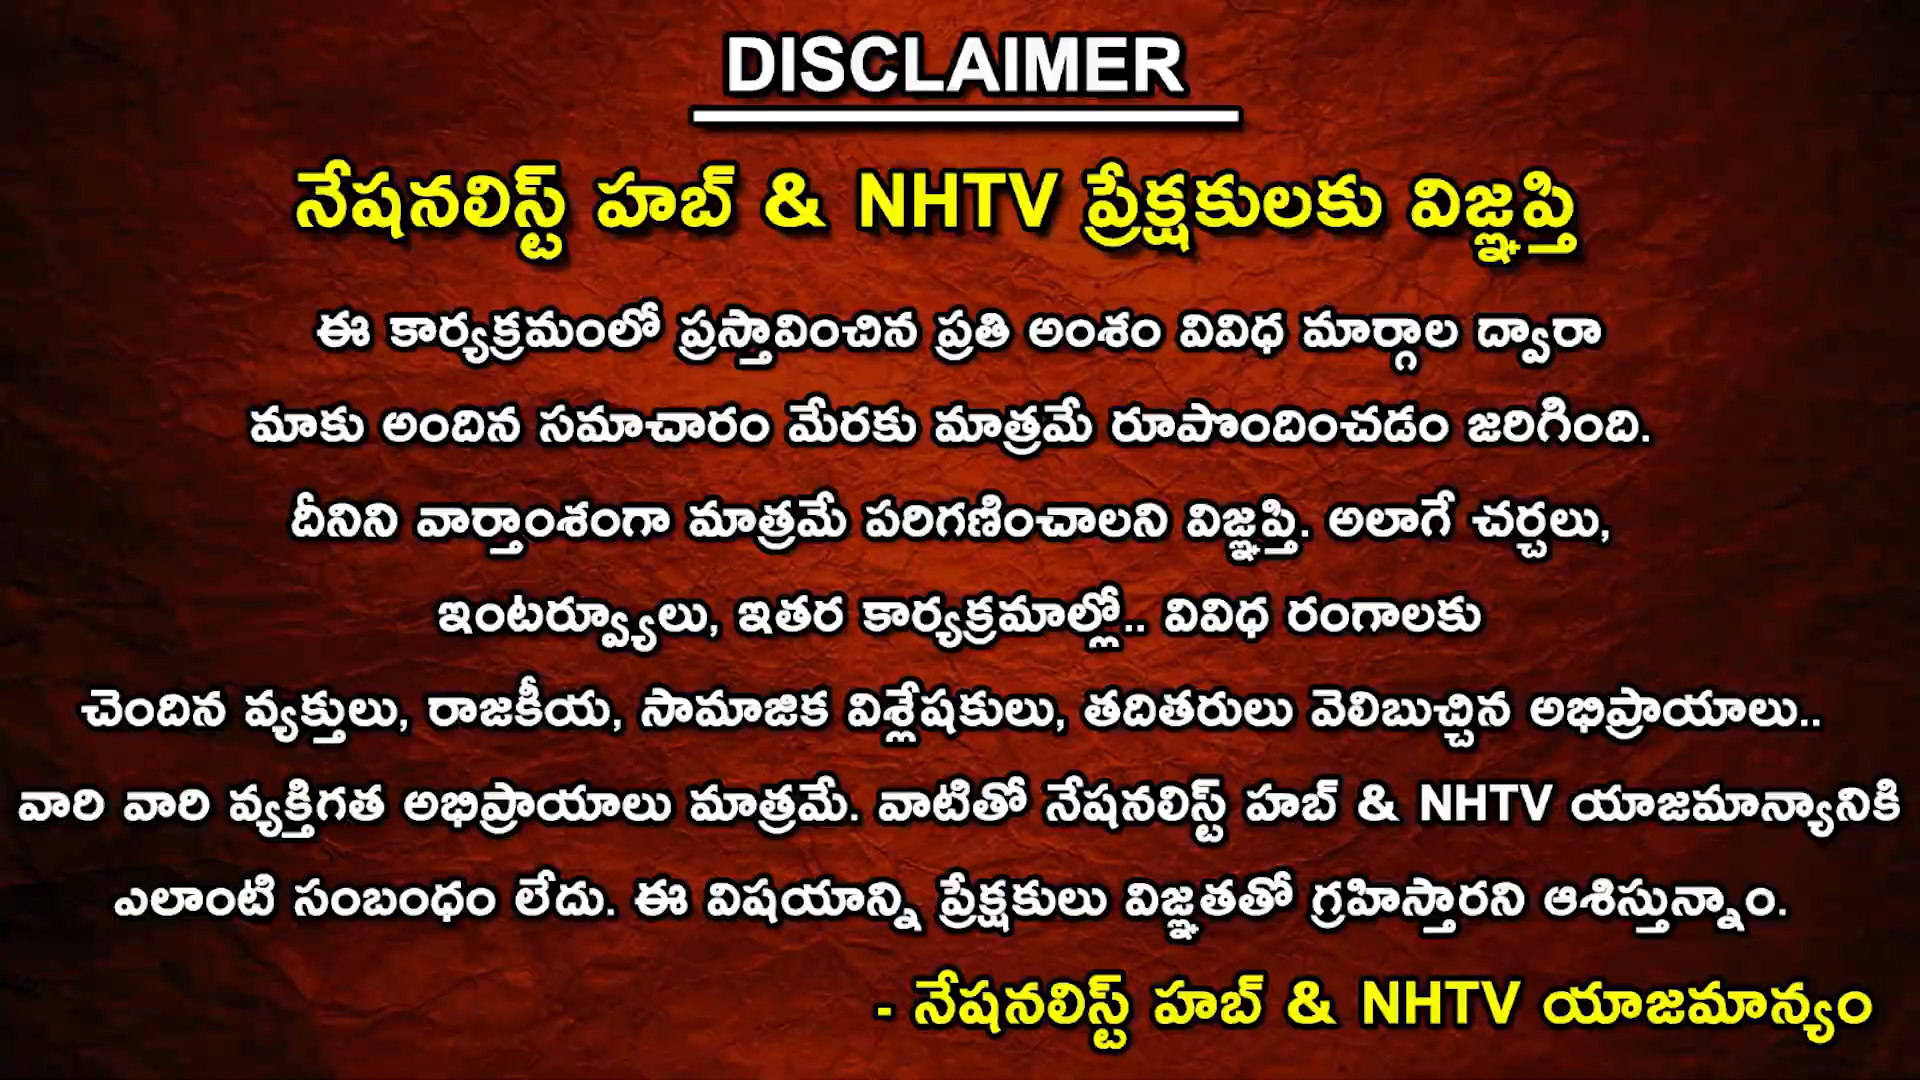 DISCLAIMER
నేషనలిస్ట్ హబ్ & NHTV ప్రేక్షకులకు విజ్ఞప్తి
ఈ కార్యక్రమంలో ప్రస్తావించిన ప్రతి అంశం వివిధ మార్గాల ద్వారా
మాకు అందిన సమాచారం మేరకు మాత్రమే రూపొందించడం జరిగింది.
దీనిని వార్తాంశంగా మాత్రమే పరిగణించాలని విజ్ఞప్తి. అలాగే చర్చలు,
ఇంటర్వ్యూలు, ఇతర కార్యక్రమాల్లో.. వివిధ రంగాలకు
చెందిన వ్యక్తులు, రాజకీయ, సామాజిక విశ్లేషకులు, తదితరులు వెలిబుచ్చిన అభిప్రాయాలు..
వారి వారి వ్యక్తిగత అభిప్రాయాలు మాత్రమే. వాటితో నేషనలిస్ట్ హబ్ & NHTV యాజమాన్యానికి
ఎలాంటి సంబంధం లేదు. ఈ విషయాన్ని ప్రేక్షకులు విజ్ఞతతో గ్రహిస్తారని ఆశిస్తున్నాం.
- నేషనలిస్ట్ హబ్ & NHTV యాజమాన్యం